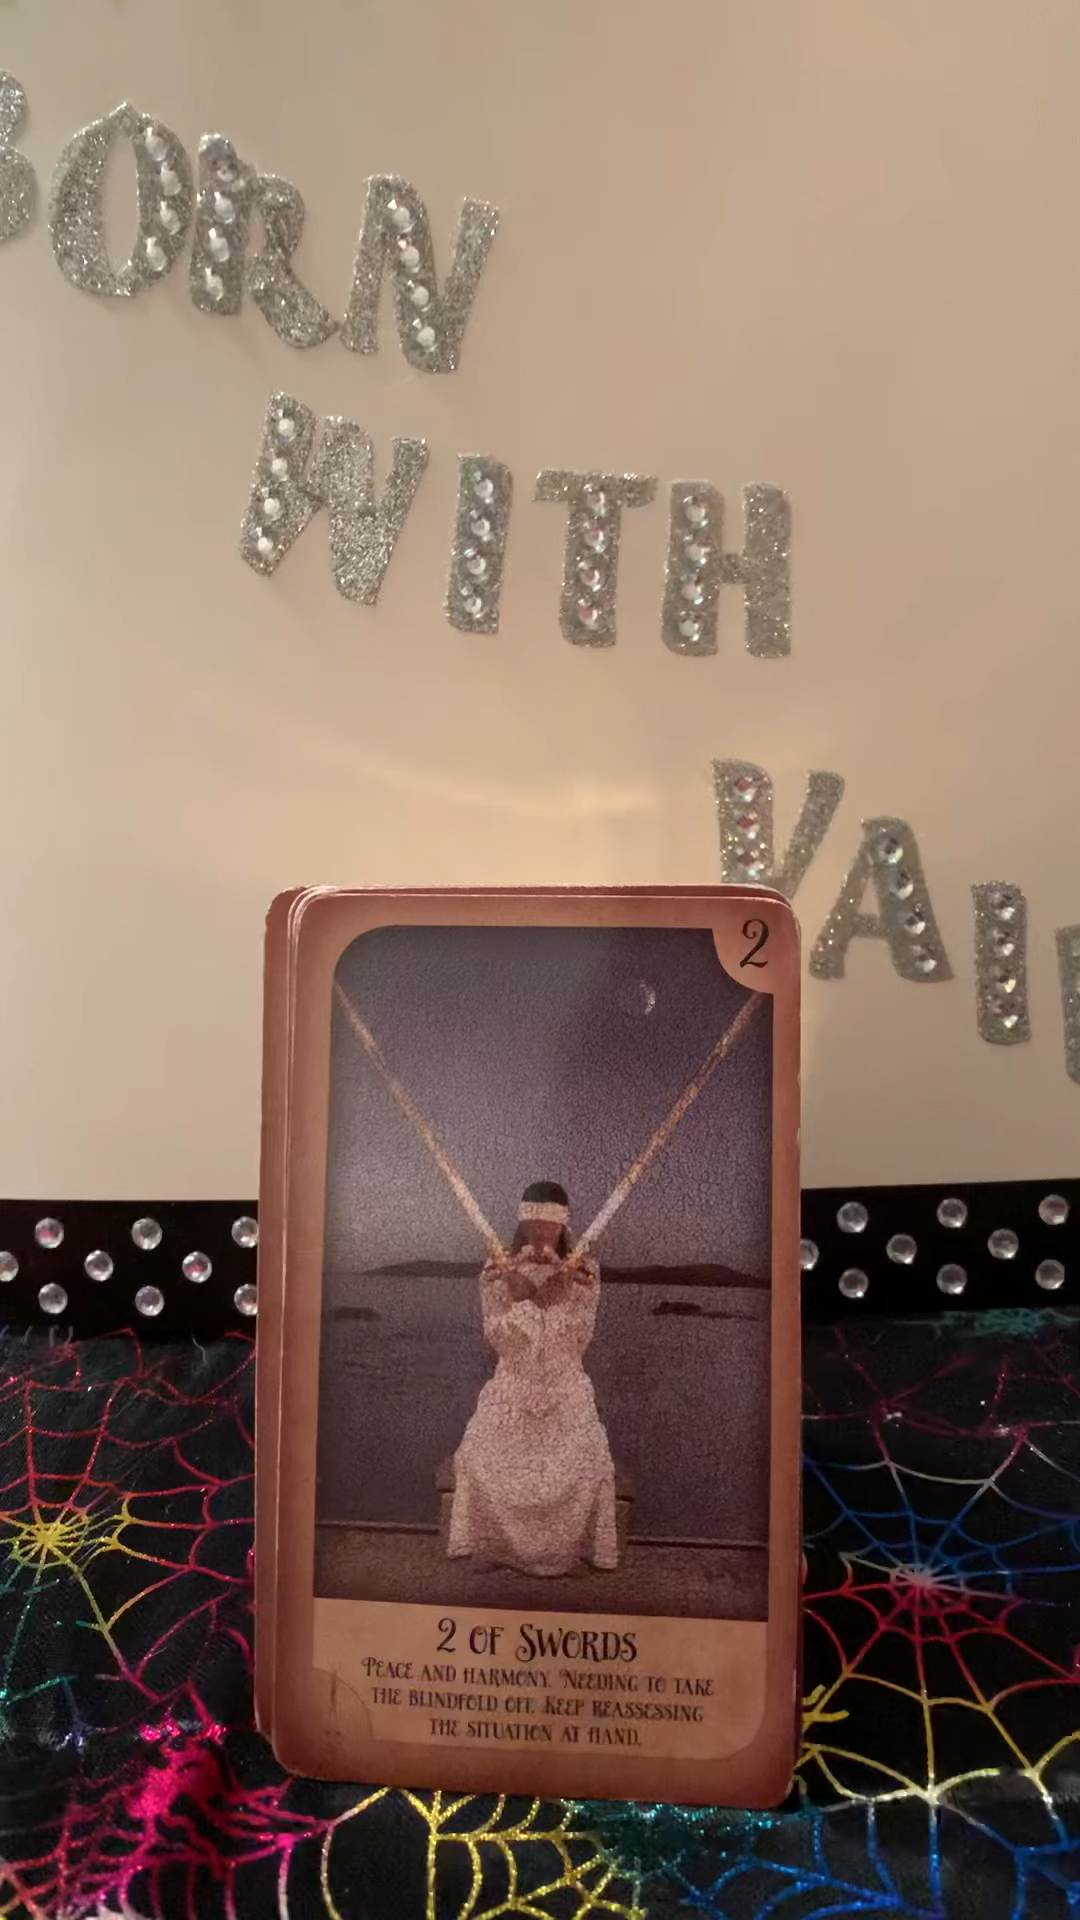 BORN
WITH
VAI
2
2 OF SWORDS
PEACE AND HARMONY. NEEDING TO TAKE
THE BLINDFOLD OFF. KEEP REASSESSING
THE SITUATION AT HAND.